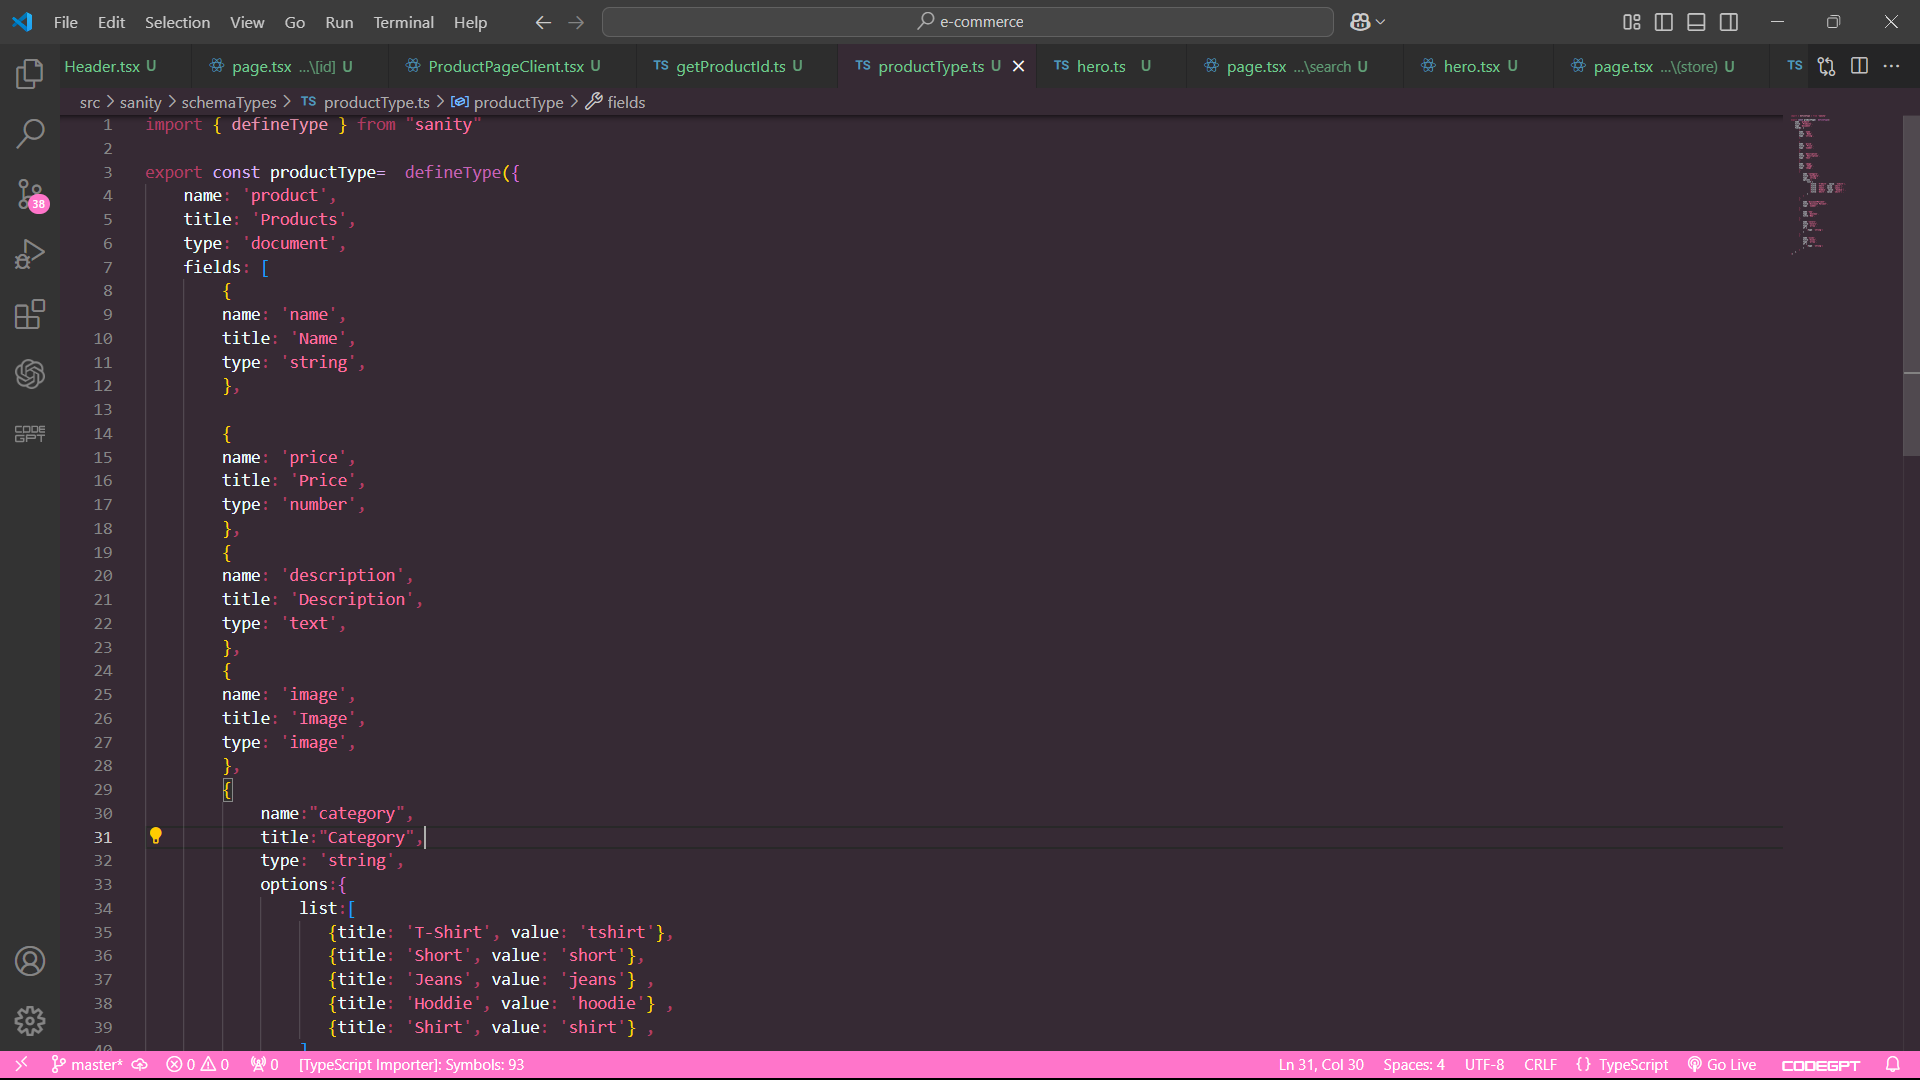 File Edit Selection View Go Run Terminal Help
e-commerce
Header.tsx U page.tsx ...\[id] U ProductPageClient.tsx U TS getProductId.ts U TS productType.ts U TS hero.ts U page.tsx ...\search U hero.tsx U page.tsx ...\(store) U TS
src > sanity > schemaTypes > TS productType.ts > productType > fields
1 import { defineType } from "sanity"
2
3 export const productType=  defineType({
4 name: 'product',
5 title: 'Products',
6 type: 'document',
7 fields: [
8 {
9 name: 'name',
10 title: 'Name',
11 type: 'string',
12 },
13
14 {
15 name: 'price',
16 title: 'Price',
17 type: 'number',
18 },
19 {
20 name: 'description',
21 title: 'Description',
22 type: 'text',
23 },
24 {
25 name: 'image',
26 title: 'Image',
27 type: 'image',
28 },
29 {
30 name:"category",
31 title:"Category",
32 type: 'string',
33 options:{
34 list:[
35 {title: 'T-Shirt', value: 'tshirt'},
36 {title: 'Short', value: 'short'},
37 {title: 'Jeans', value: 'jeans'} ,
38 {title: 'Hoddie', value: 'hoodie'} ,
39 {title: 'Shirt', value: 'shirt'} ,
40 ]
38
CODE
GPT
master* 0 0 0 [TypeScript Importer]: Symbols: 93 Ln 31, Col 30 Spaces: 4 UTF-8 CRLF {} TypeScript Go Live CODEGPT